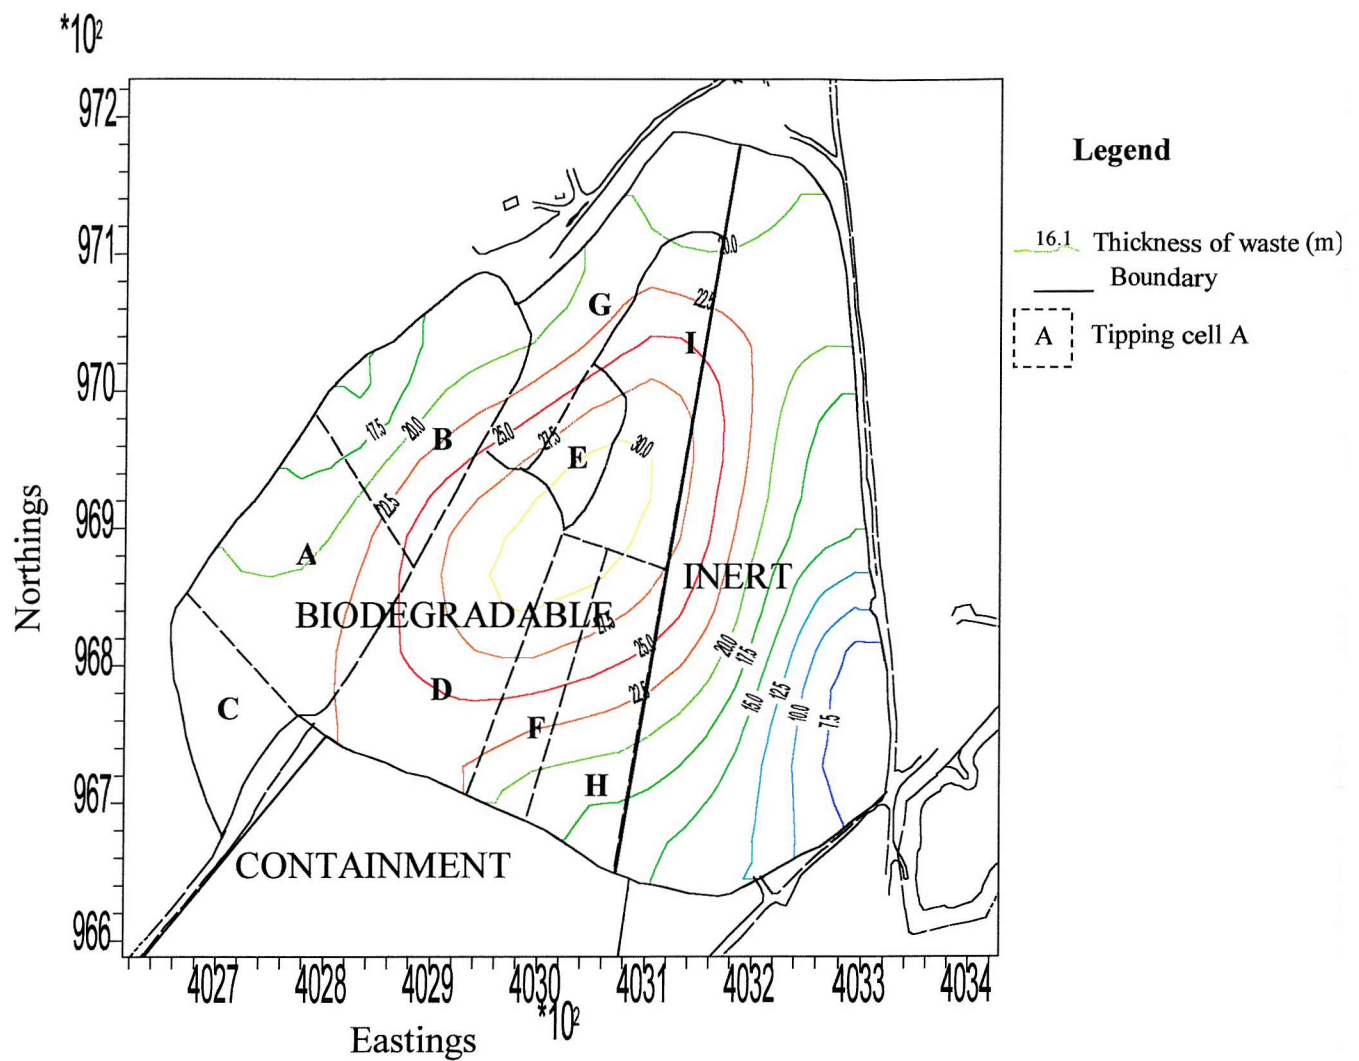 *10²
972
971
970
969
968
967
966
Northings
4027
4028
4029
4030
4031
4032
4033
4034
*10²
Eastings
Legend
16.1
Thickness of waste (m)
Boundary
A
Tipping cell A
20.0
22.5
G
I
17.5
20.0
B
25.0
27.5
E
30.0
22.5
A
INERT
BIODEGRADABLE
27.5
25.0
20.0
17.5
D
22.5
15.0
12.5
10.0
7.5
C
F
H
CONTAINMENT